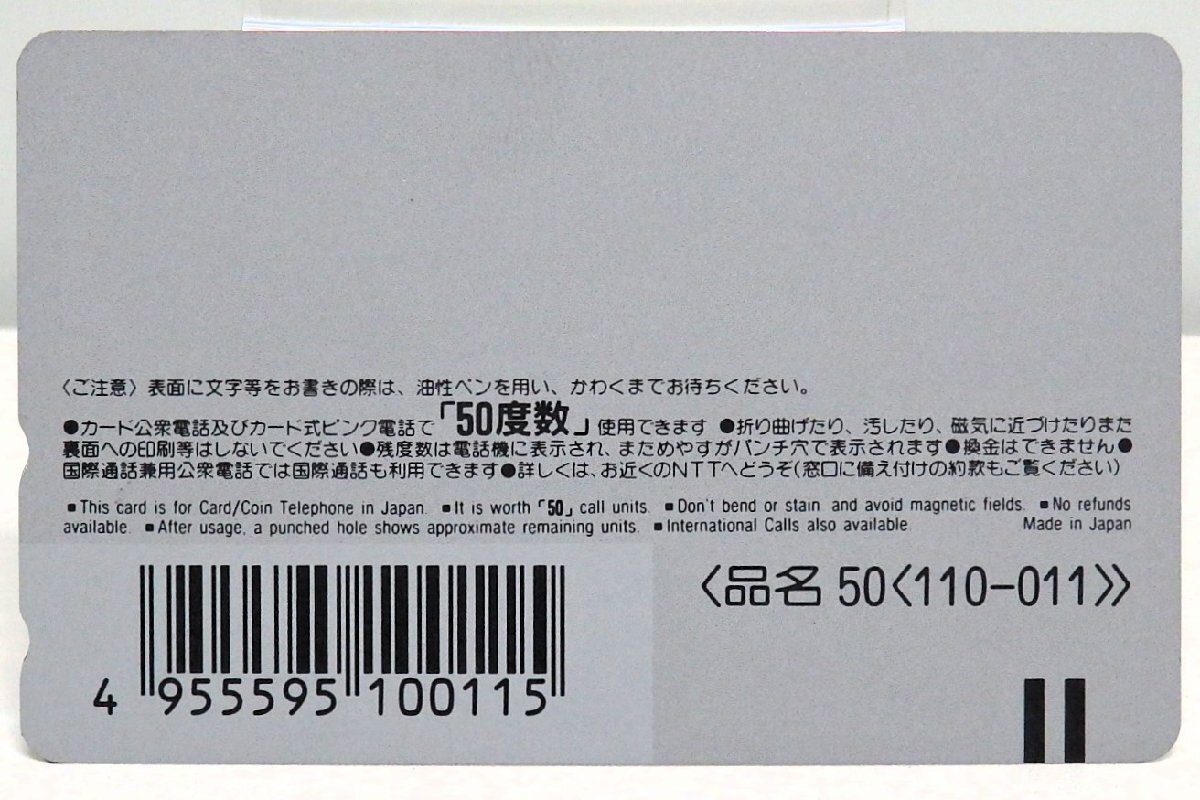 〈ご注意〉表面に文字等をお書きの際は、油性ペンを用い、かわくまでお待ちください。
●カード公衆電話及びカード式ピンク電話で「50度数」使用できます ●折り曲げたり、汚したり、磁気に近づけたりまた
裏面への印刷等はしないでください●残度数は電話機に表示され、まためやすがパンチ穴で表示されます●換金はできません●
国際通話兼用公衆電話では国際通話も利用できます●詳しくは、お近くのNTTへどうぞ(窓口に備え付けの約款もご覧ください)
■This card is for Card/Coin Telephone in Japan. ■It is worth「50」call units. ■Don't bend or stain and avoid magnetic fields. ■No refunds
available. ■After usage, a punched hole shows approximate remaining units. ■International Calls also available. Made in Japan
〈品名 50〈110-011〉〉
4 955595 100115